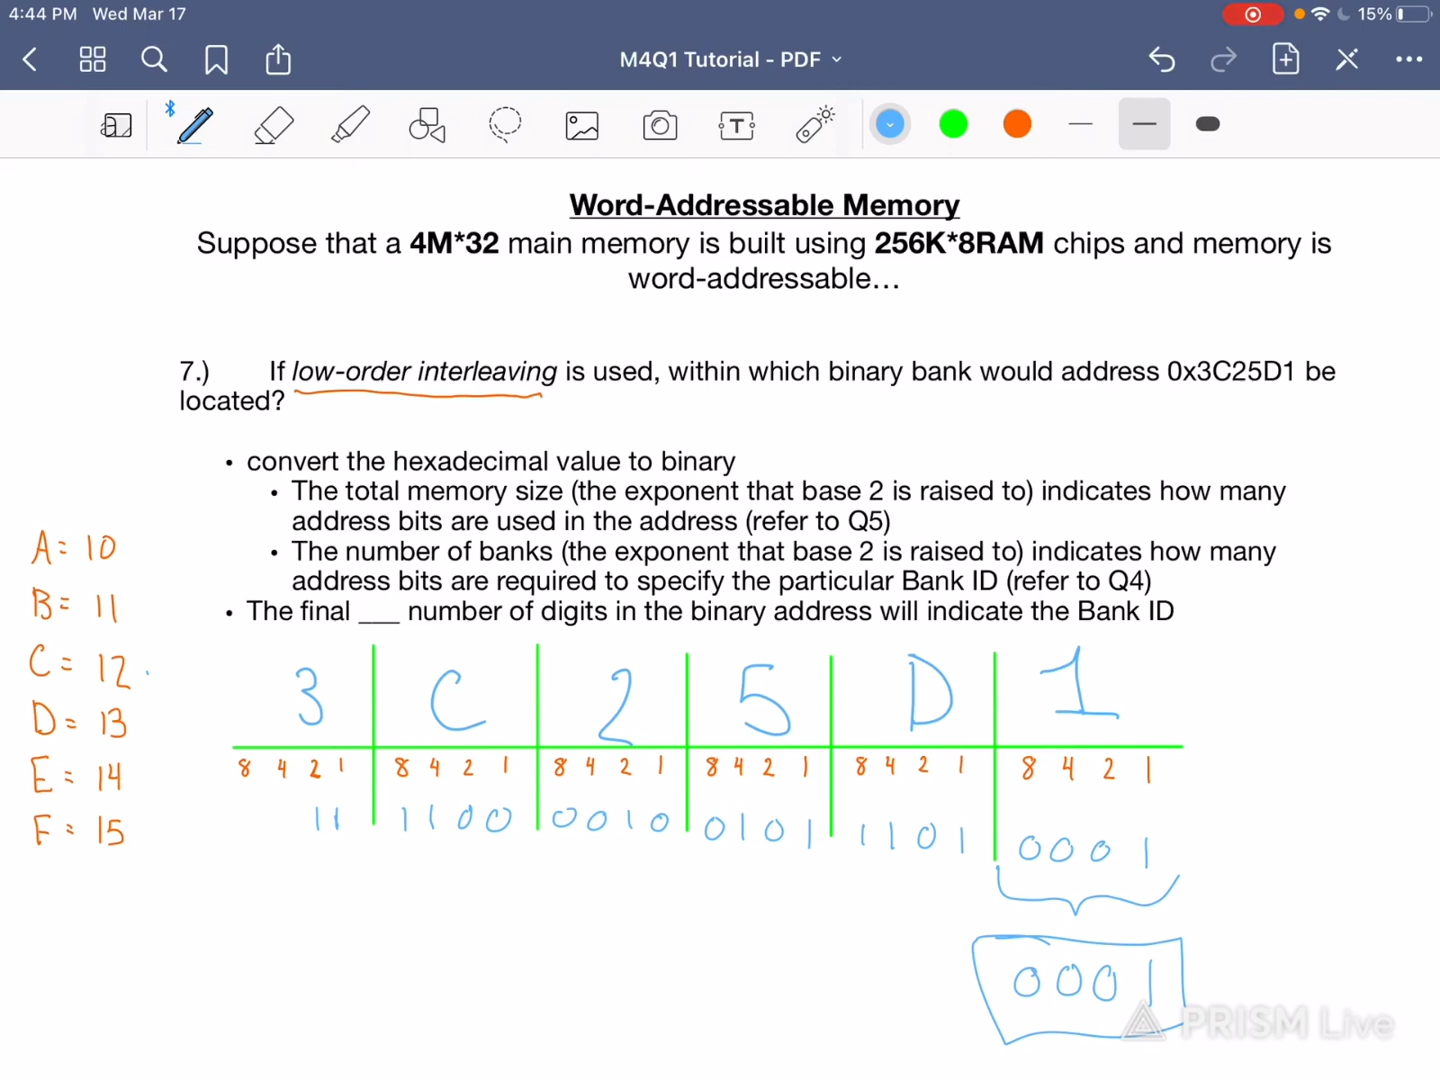 4:44 PM Wed Mar 17
15%
M4Q1 Tutorial - PDF
T
Word-Addressable Memory
Suppose that a 4M*32 main memory is built using 256K*8RAM chips and memory is
word-addressable...
7.) If low-order interleaving is used, within which binary bank would address 0x3C25D1 be
located?
• convert the hexadecimal value to binary
• The total memory size (the exponent that base 2 is raised to) indicates how many
address bits are used in the address (refer to Q5)
• The number of banks (the exponent that base 2 is raised to) indicates how many
address bits are required to specify the particular Bank ID (refer to Q4)
• The final ___ number of digits in the binary address will indicate the Bank ID
A= 10
B= 11
C= 12
D= 13
E= 14
F= 15
3 C 2 5 D 1
8 4 2 1 8 4 2 1 8 4 2 1 8 4 2 1 8 4 2 1 8 4 2 1
11 1100 0010 0101 1101 0001
0001
PRISM Live